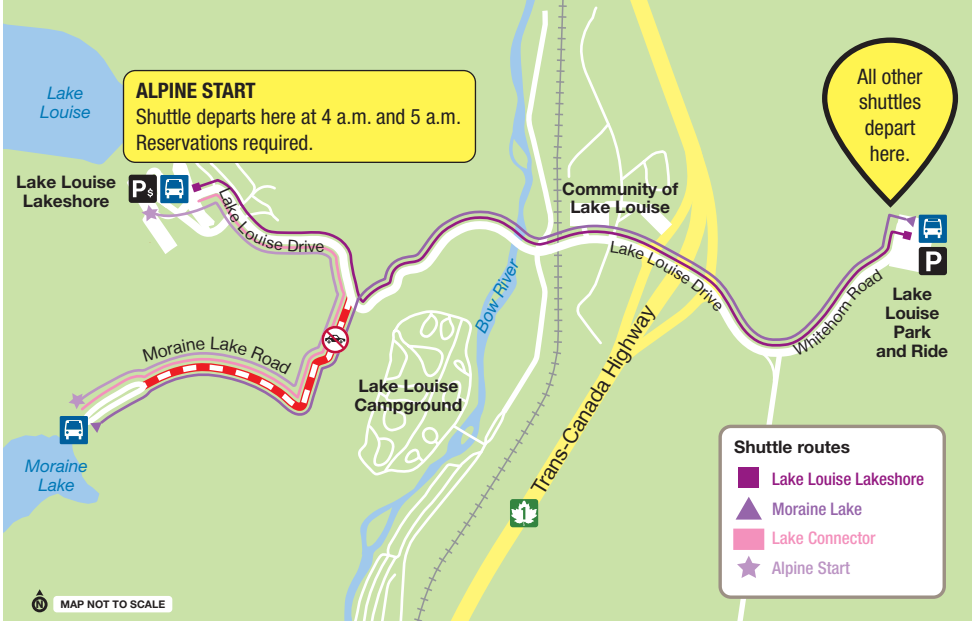 Lake
Louise
ALPINE START
Shuttle departs here at 4 a.m. and 5 a.m.
Reservations required.
All other
shuttles
depart
here.
Lake Louise
Lakeshore
P$
Lake Louise Drive
Community of
Lake Louise
Lake Louise Drive
Whitehorn Road
P
Lake
Louise
Park
and Ride
Bow River
Moraine Lake Road
Lake Louise
Campground
Trans-Canada Highway
1
Moraine
Lake
Shuttle routes
Lake Louise Lakeshore
Moraine Lake
Lake Connector
Alpine Start
N
MAP NOT TO SCALE